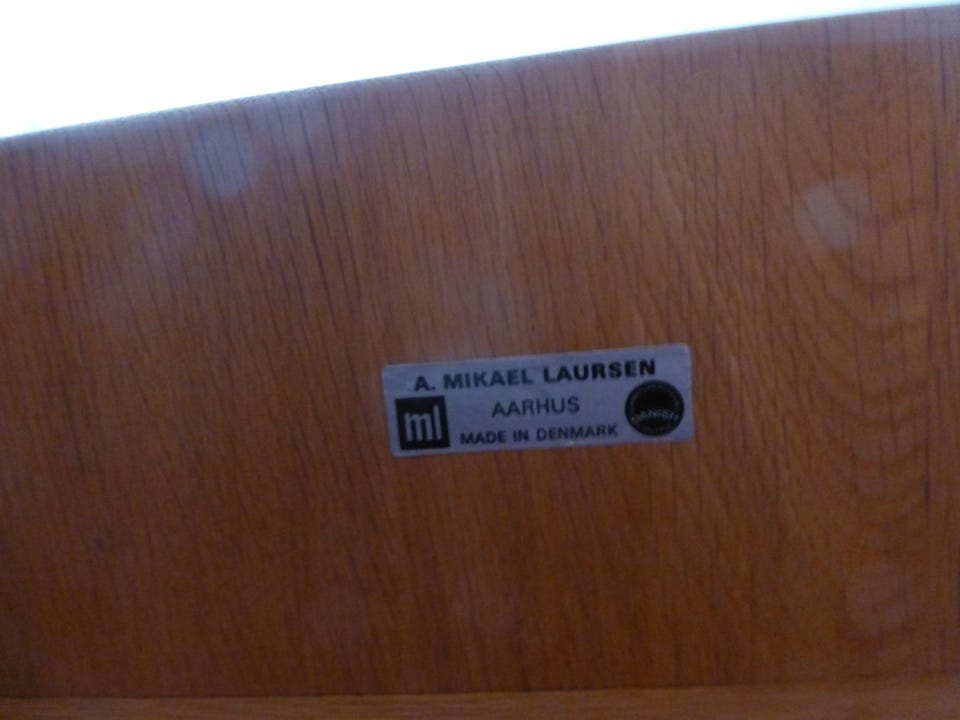 A. MIKAEL LAURSEN
ml
AARHUS
DANISH
MADE IN DENMARK